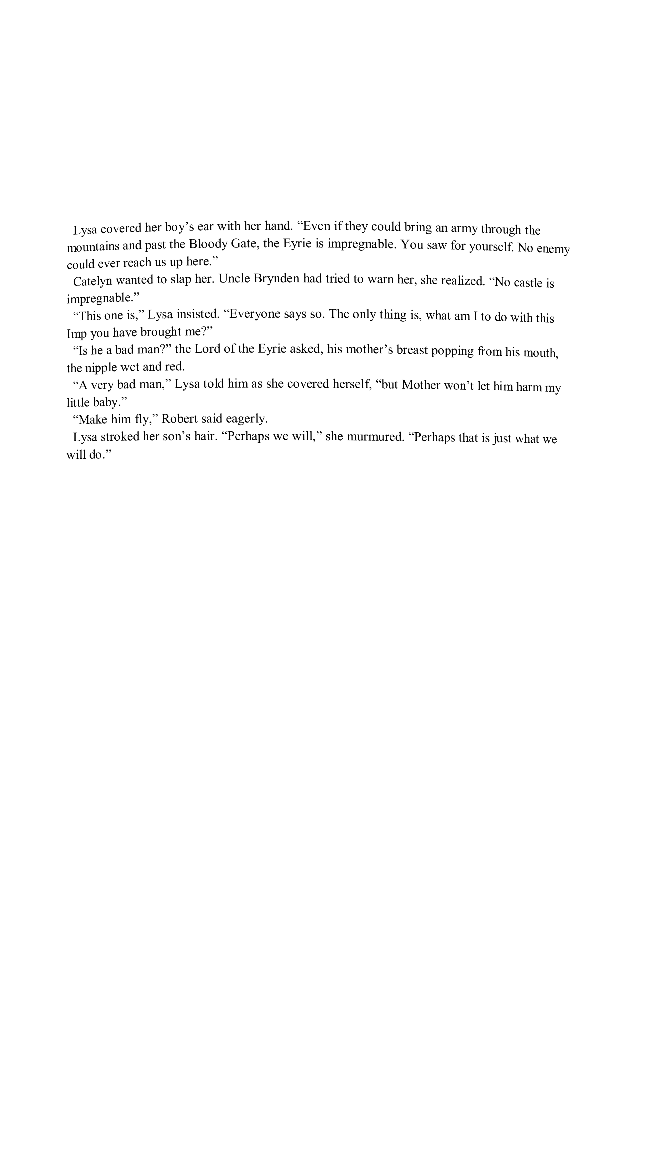 Lysa covered her boy’s ear with her hand. “Even if they could bring an army through the
mountains and past the Bloody Gate, the Eyrie is impregnable. You saw for yourself. No enemy
could ever reach us up here.”
Catelyn wanted to slap her. Uncle Brynden had tried to warn her, she realized. “No castle is
impregnable.”
“This one is,” Lysa insisted. “Everyone says so. The only thing is, what am I to do with this
Imp you have brought me?”
“Is he a bad man?” the Lord of the Eyrie asked, his mother’s breast popping from his mouth,
the nipple wet and red.
“A very bad man,” Lysa told him as she covered herself, “but Mother won’t let him harm my
little baby.”
“Make him fly,” Robert said eagerly.
Lysa stroked her son’s hair. “Perhaps we will,” she murmured. “Perhaps that is just what we
will do.”